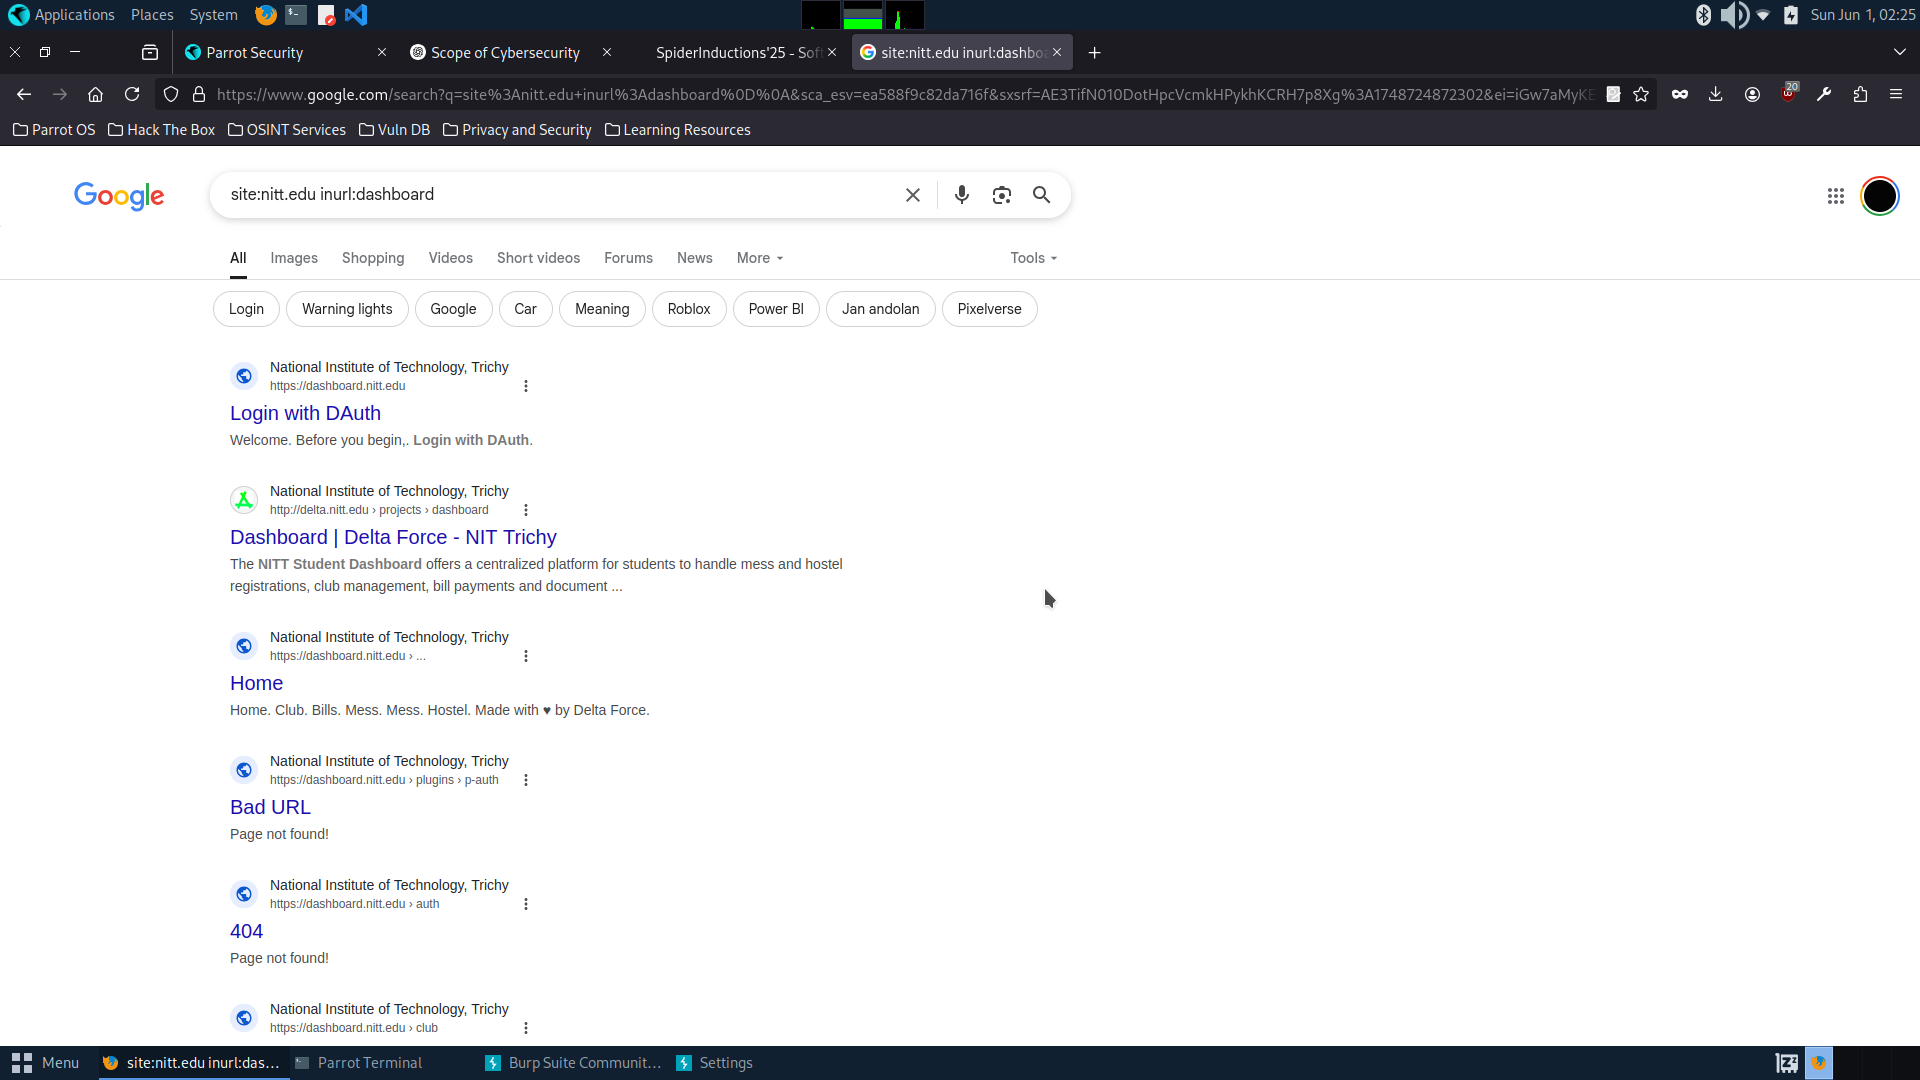 Applications Places System
Sun Jun 1, 02:25
Parrot Security
Scope of Cybersecurity
SpiderInductions'25 - Soft
site:nitt.edu inurl:dashboa
https://www.google.com/search?q=site%3Anitt.edu+inurl%3Adashboard%0D%0A&sca_esv=ea588f9c82da716f&sxsrf=AE3TifN010DotHpcVcmkHPykhKCRH7p8Xg%3A1748724872302&ei=iGw7aMyKE
20
Parrot OS
Hack The Box
OSINT Services
Vuln DB
Privacy and Security
Learning Resources
Google
site:nitt.edu inurl:dashboard
All Images Shopping Videos Short videos Forums News More Tools
Login Warning lights Google Car Meaning Roblox Power BI Jan andolan Pixelverse
National Institute of Technology, Trichy
https://dashboard.nitt.edu
Login with DAuth
Welcome. Before you begin,. Login with DAuth.
National Institute of Technology, Trichy
http://delta.nitt.edu › projects › dashboard
Dashboard | Delta Force - NIT Trichy
The NITT Student Dashboard offers a centralized platform for students to handle mess and hostel
registrations, club management, bill payments and document ...
National Institute of Technology, Trichy
https://dashboard.nitt.edu › ...
Home
Home. Club. Bills. Mess. Mess. Hostel. Made with ♥ by Delta Force.
National Institute of Technology, Trichy
https://dashboard.nitt.edu › plugins › p-auth
Bad URL
Page not found!
National Institute of Technology, Trichy
https://dashboard.nitt.edu › auth
404
Page not found!
National Institute of Technology, Trichy
https://dashboard.nitt.edu › club
Menu
site:nitt.edu inurl:das...
Parrot Terminal
Burp Suite Communit...
Settings